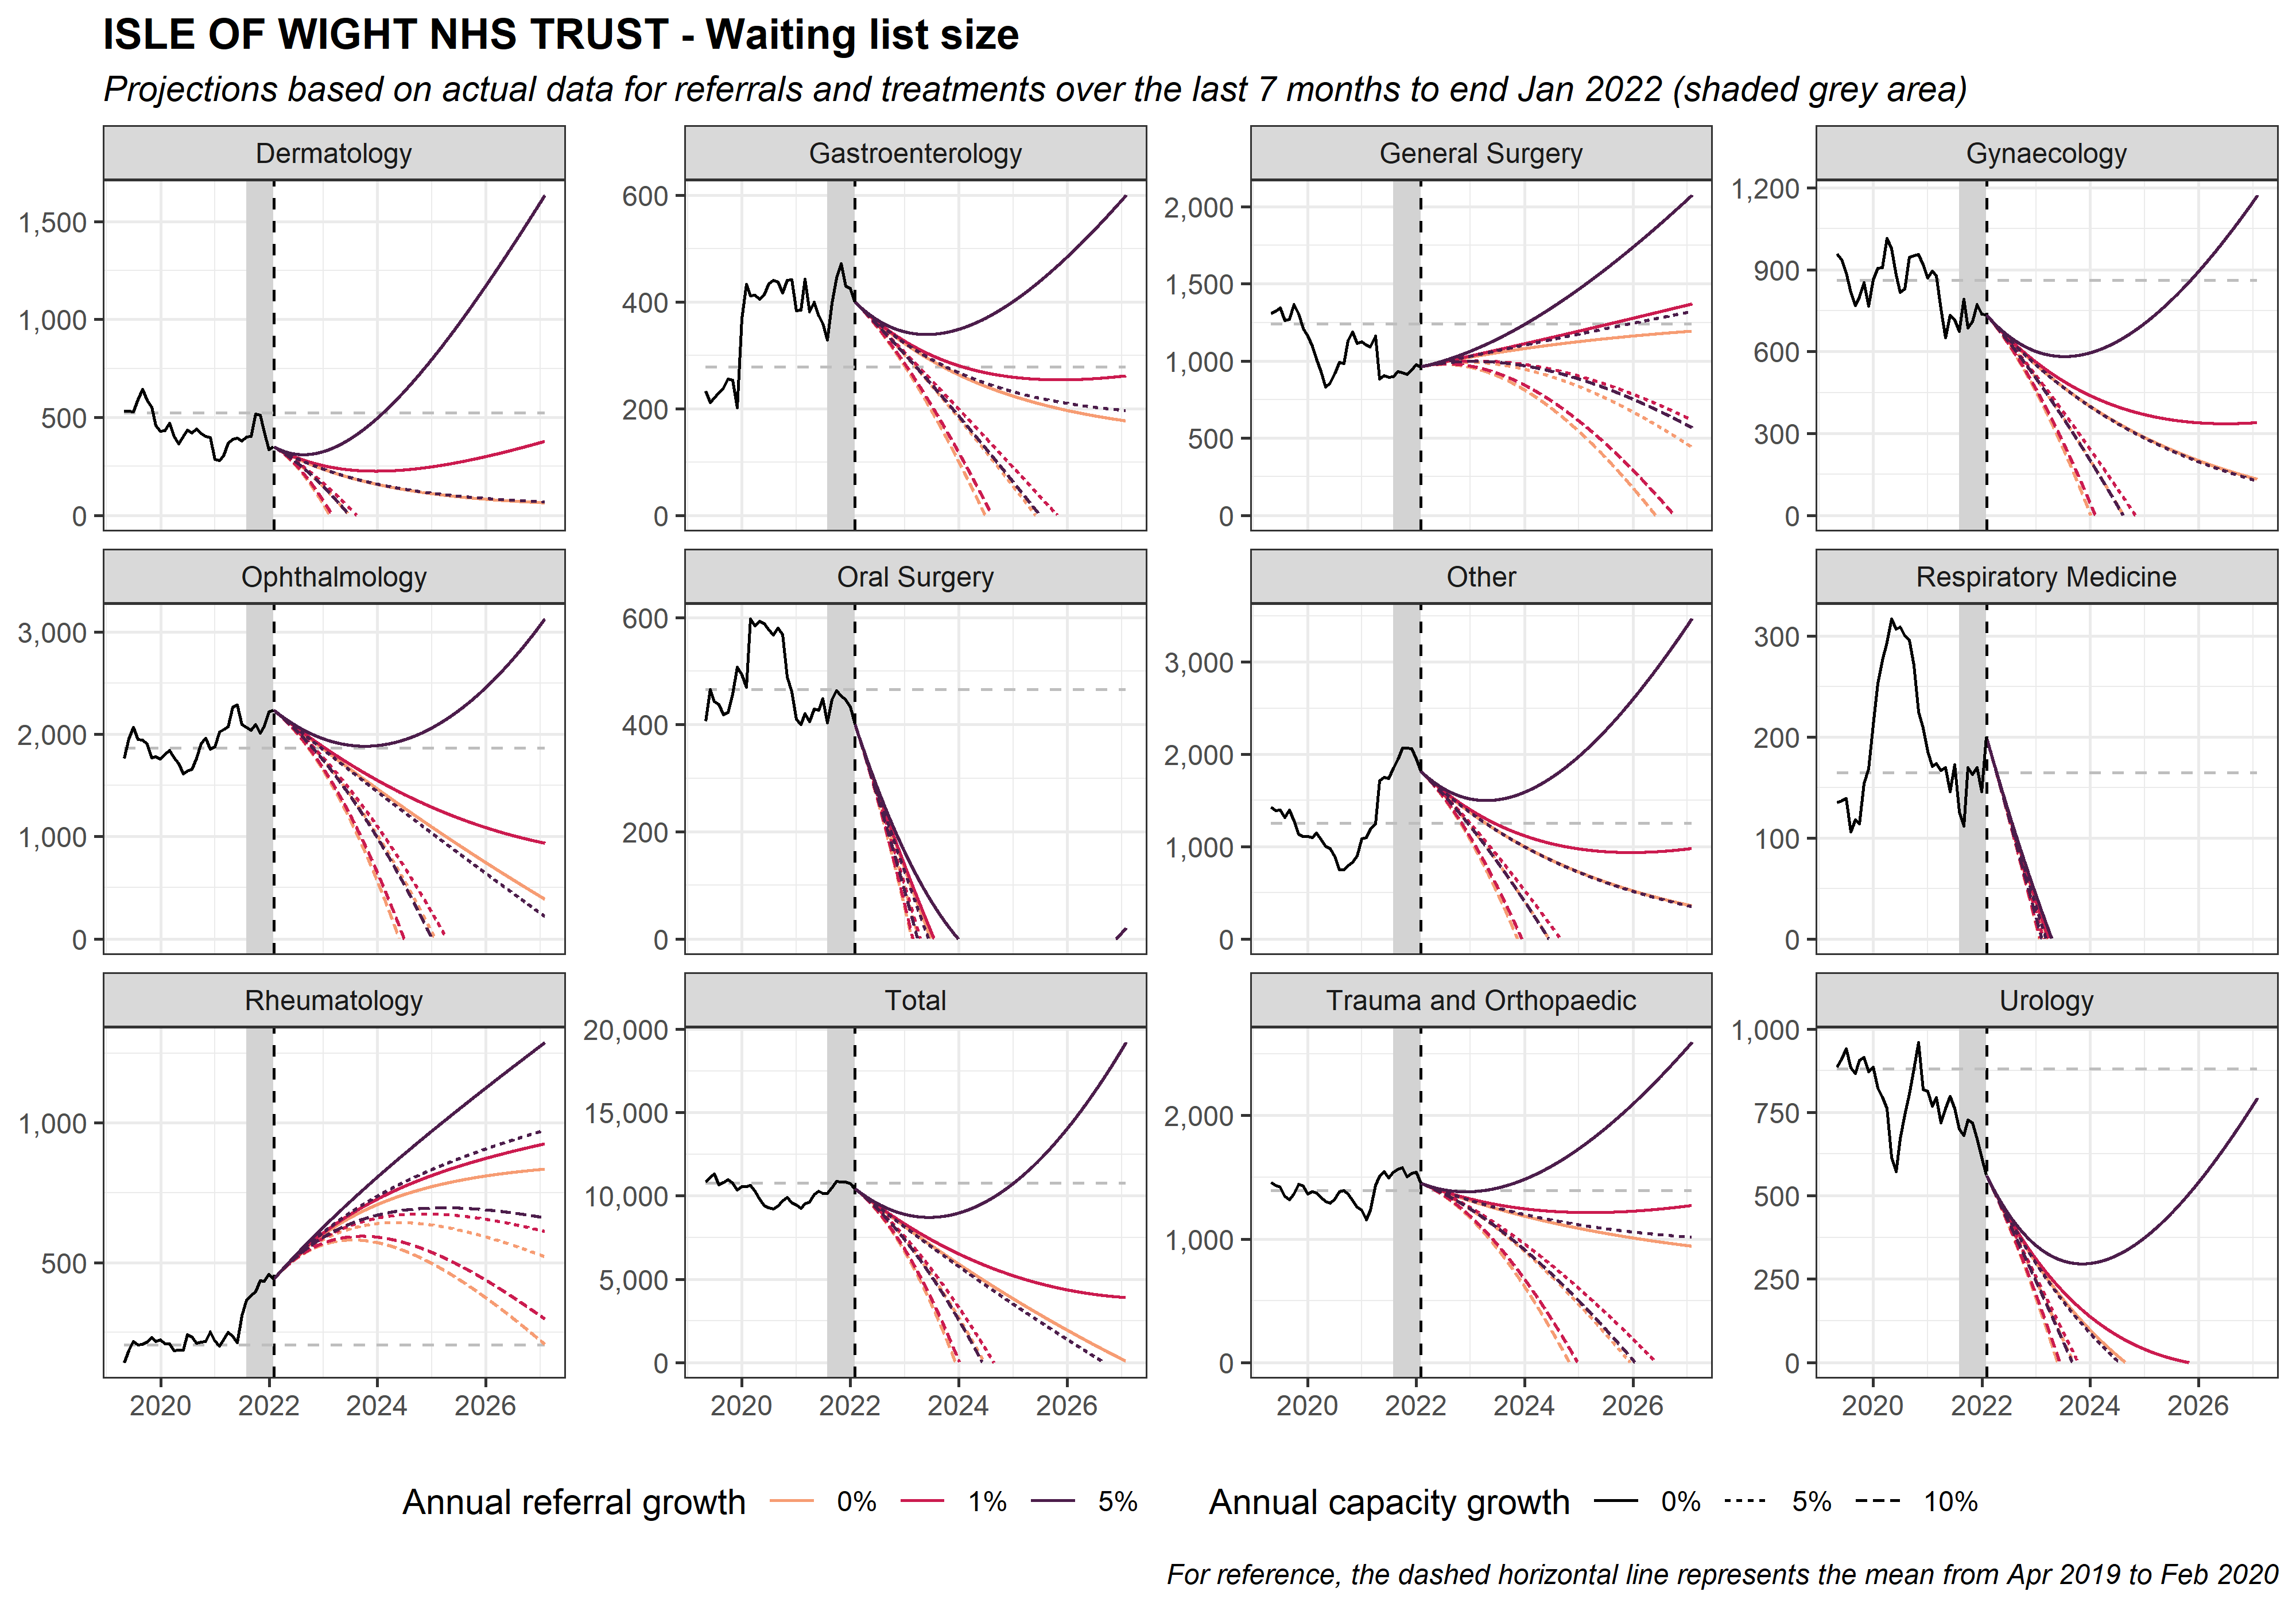 ISLE OF WIGHT NHS TRUST - Waiting list size
Projections based on actual data for referrals and treatments over the last 7 months to end Jan 2022 (shaded grey area)
Dermatology
Gastroenterology
General Surgery
Gynaecology
1,500
1,000
500
0
600
400
200
0
2,000
1,500
1,000
500
0
1,200
900
600
300
0
Ophthalmology
Oral Surgery
Other
Respiratory Medicine
3,000
2,000
1,000
0
600
400
200
0
3,000
2,000
1,000
0
300
200
100
0
Rheumatology
Total
Trauma and Orthopaedic
Urology
1,000
500
20,000
15,000
10,000
5,000
0
2,000
1,000
0
1,000
750
500
250
0
2020 2022 2024 2026
2020 2022 2024 2026
2020 2022 2024 2026
2020 2022 2024 2026
Annual referral growth 0% 1% 5%
Annual capacity growth 0% 5% 10%
For reference, the dashed horizontal line represents the mean from Apr 2019 to Feb 2020